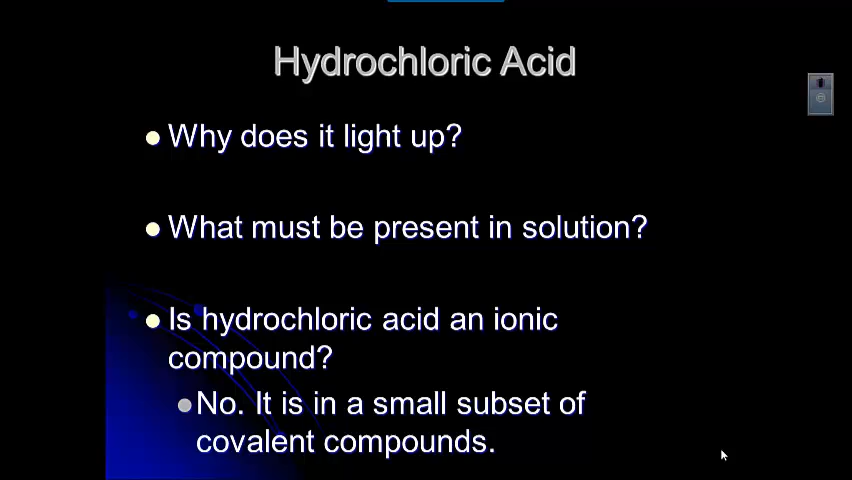 Hydrochloric Acid
Why does it light up?
What must be present in solution?
Is hydrochloric acid an ionic
compound?
No. It is in a small subset of
covalent compounds.